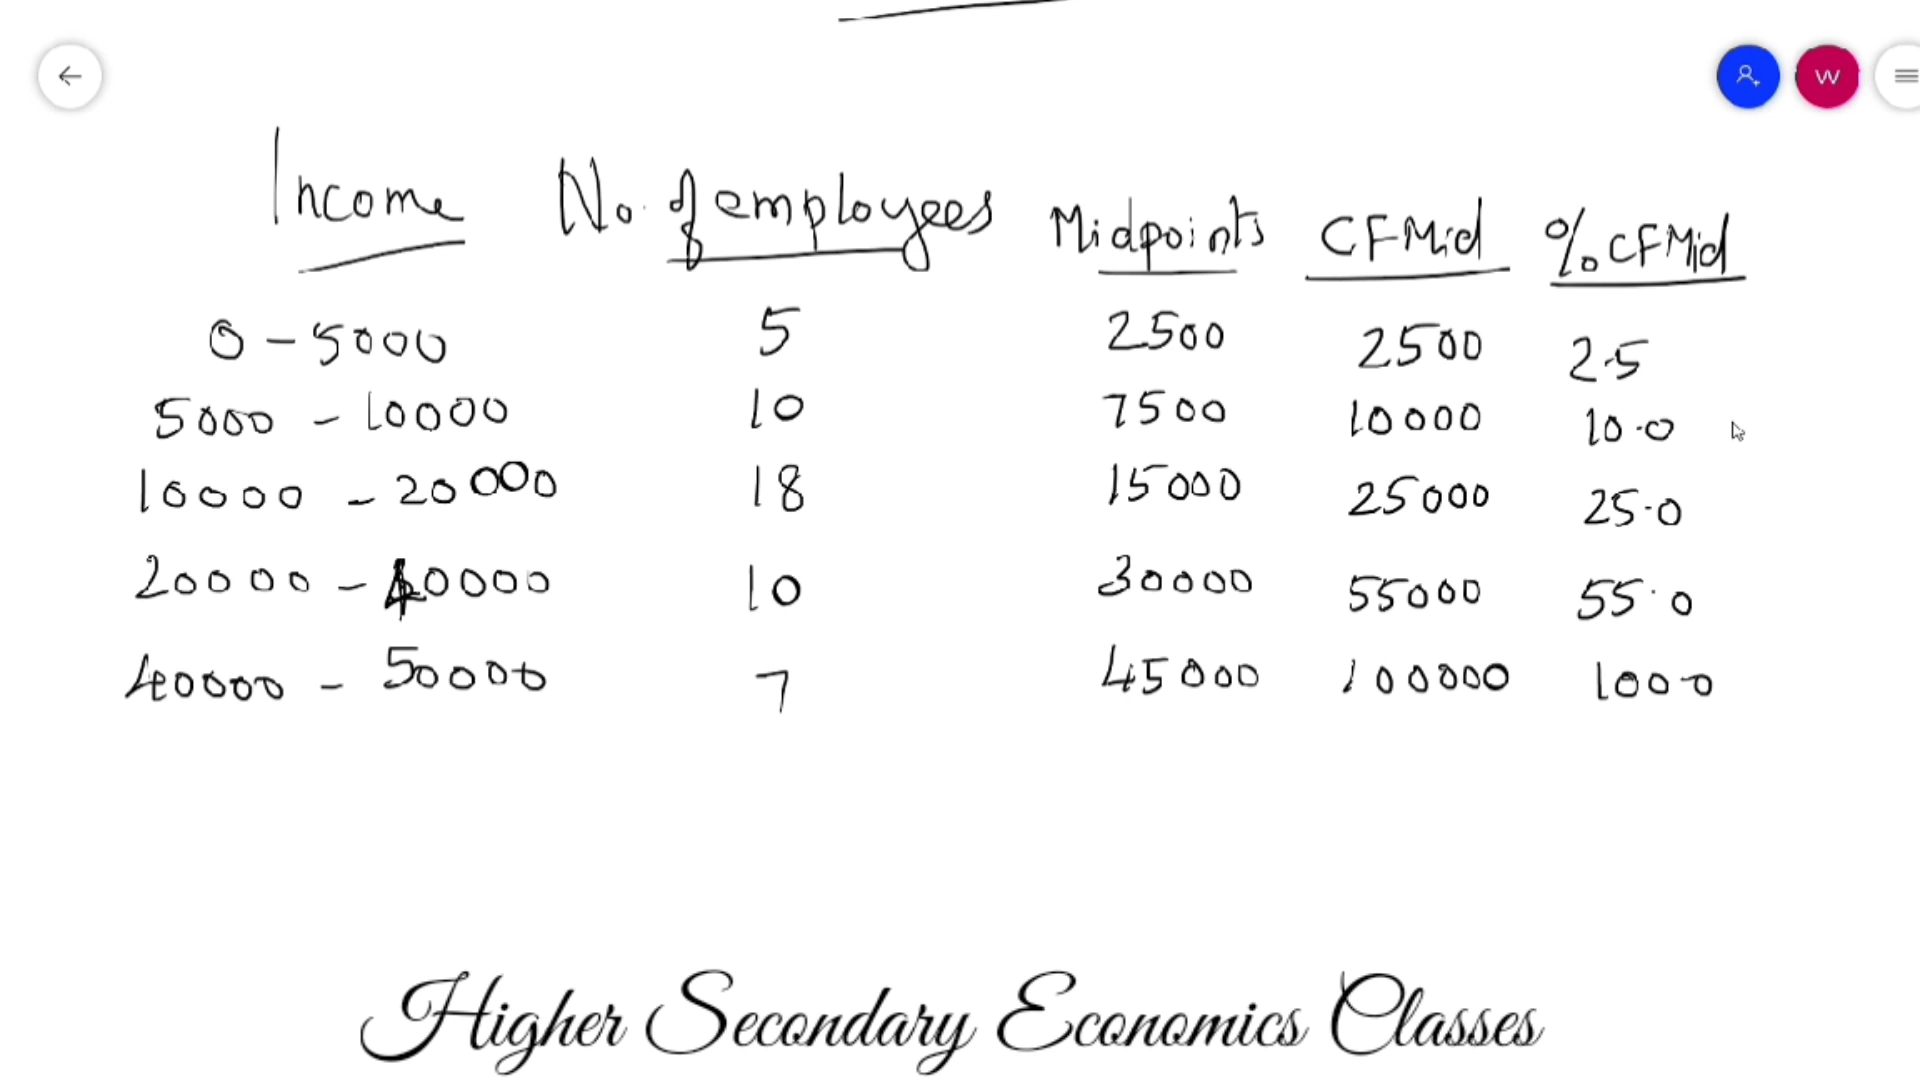 W
Income No. of employees Midpoints CFMid % CFMid
0 - 5000 5 2500 2500 2.5
5000 - 10000 10 7500 10000 10.0
10000 - 20000 18 15000 25000 25.0
20000 - 40000 10 30000 55000 55.0
40000 - 50000 7 45000 100000 100.0
Higher Secondary Economics Classes